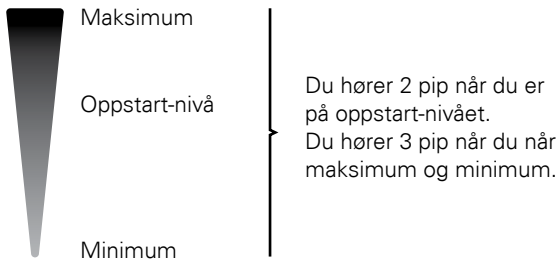 Maksimum
Oppstart-nivå
Minimum
Du hører 2 pip når du er
på oppstart-nivået.
Du hører 3 pip når du når
maksimum og minimum.